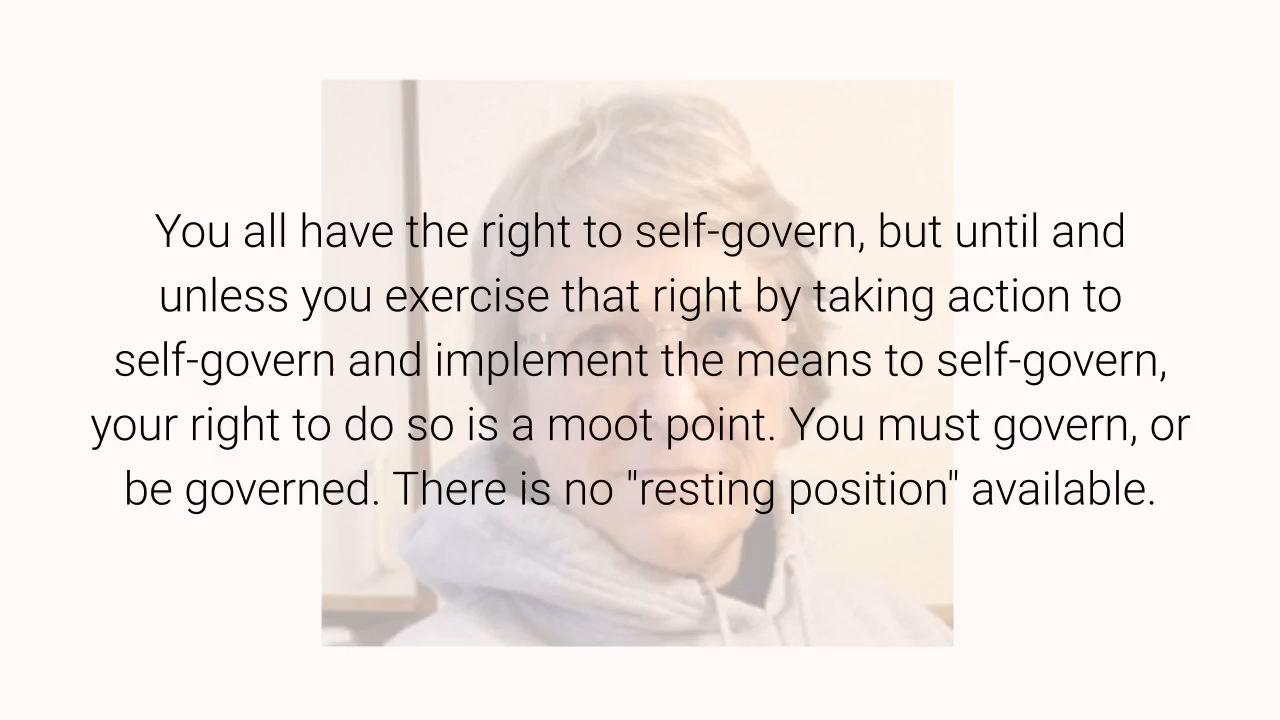 You all have the right to self-govern, but until and
unless you exercise that right by taking action to
self-govern and implement the means to self-govern,
your right to do so is a moot point. You must govern, or
be governed. There is no "resting position" available.